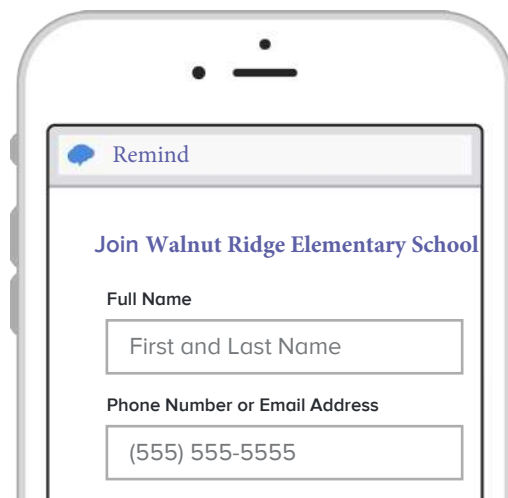 Remind
Join Walnut Ridge Elementary School
Full Name
First and Last Name
Phone Number or Email Address
(555) 555-5555